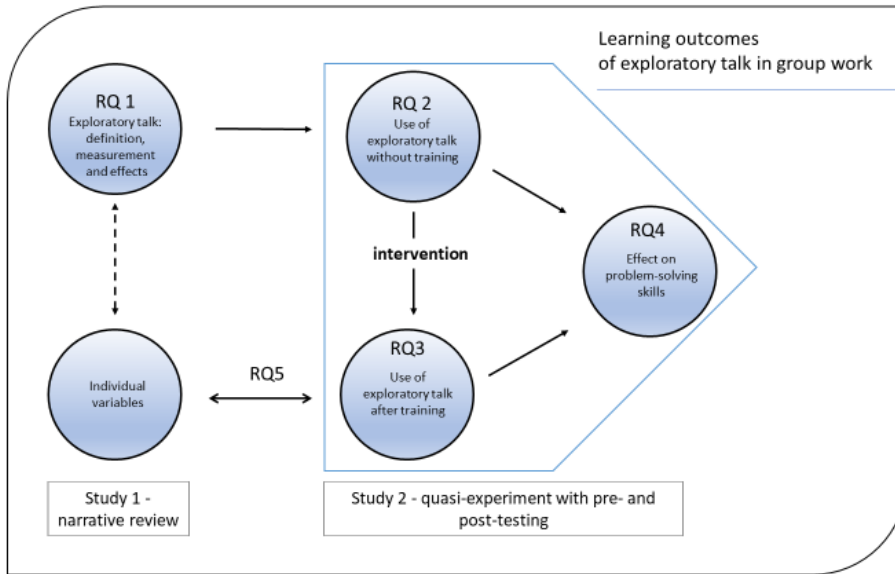 Learning outcomes
of exploratory talk in group work
RQ 1
Exploratory talk:
definition,
measurement
and effects
RQ 2
Use of
exploratory talk
without training
intervention
RQ4
Effect on
problem-solving
skills
Individual
variables
RQ5
RQ3
Use of
exploratory talk
after training
Study 1 -
narrative review
Study 2 - quasi-experiment with pre- and
post-testing